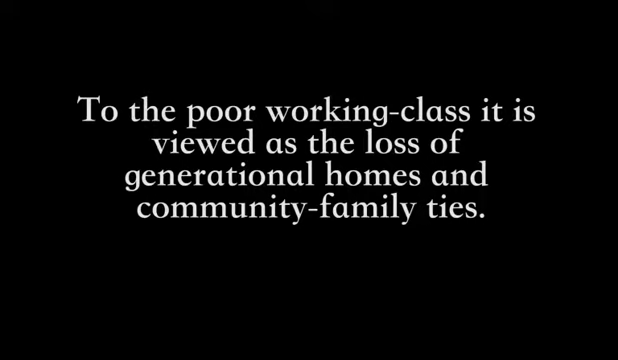 To the poor working-class it is
viewed as the loss of
generational homes and
community-family ties.